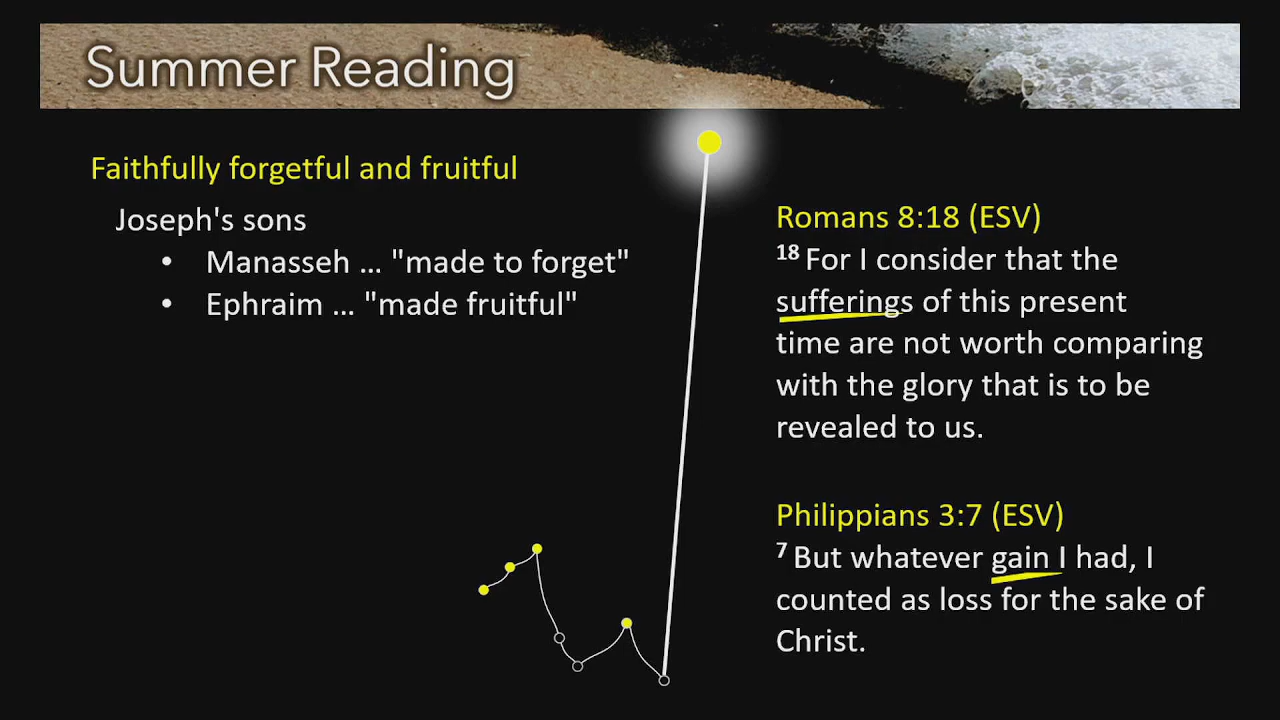 Summer Reading
Faithfully forgetful and fruitful
Joseph's sons
• Manasseh ... "made to forget"
• Ephraim ... "made fruitful"
Romans 8:18 (ESV)
18 For I consider that the
sufferings of this present
time are not worth comparing
with the glory that is to be
revealed to us.
Philippians 3:7 (ESV)
7 But whatever gain I had, I
counted as loss for the sake of
Christ.